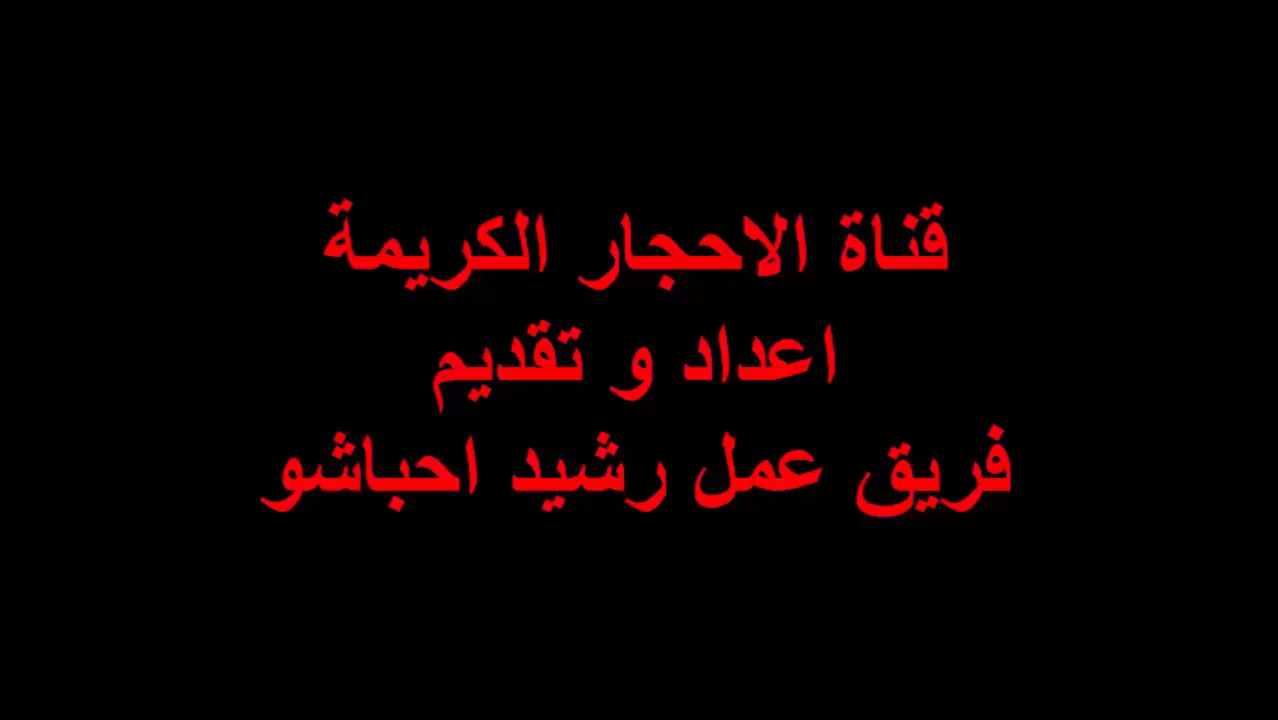 قناة الاحجار الكريمة
اعداد و تقديم
فريق عمل رشيد احباشو